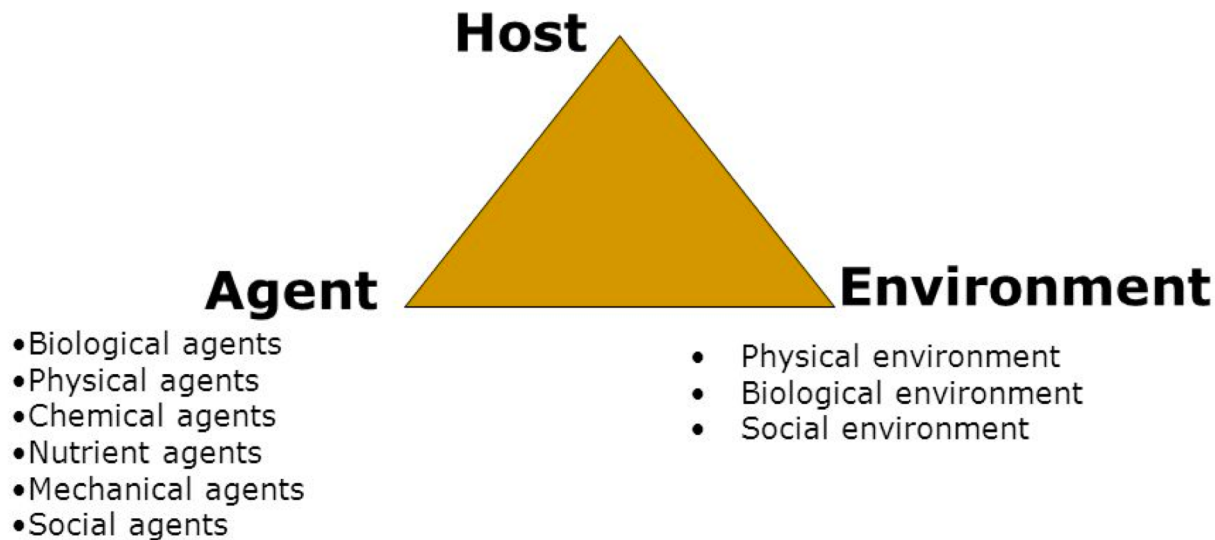 Host
Agent
•Biological agents
•Physical agents
•Chemical agents
•Nutrient agents
•Mechanical agents
•Social agents
Environment
• Physical environment
• Biological environment
• Social environment